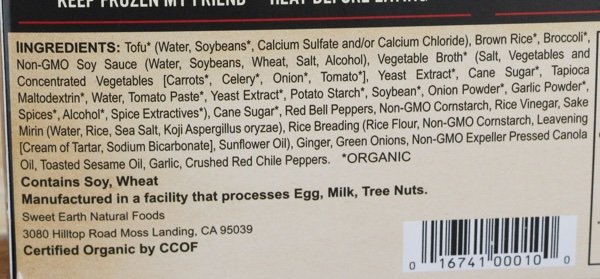 KEEP FROZEN MY FRIEND HEAT BEFORE EATING
INGREDIENTS: Tofu* (Water, Soybeans*, Calcium Sulfate and/or Calcium Chloride), Brown Rice*, Broccoli*,
Non-GMO Soy Sauce (Water, Soybeans, Wheat, Salt, Alcohol), Vegetable Broth* (Salt, Vegetables and
Concentrated Vegetables [Carrots*, Celery*, Onion*, Tomato*], Yeast Extract*, Cane Sugar*, Tapioca
Maltodextrin*, Water, Tomato Paste*, Yeast Extract*, Potato Starch*, Soybean*, Onion Powder*, Garlic Powder*,
Spices*, Alcohol*, Spice Extractives*), Cane Sugar*, Red Bell Peppers, Non-GMO Cornstarch, Rice Vinegar, Sake
Mirin (Water, Rice, Sea Salt, Koji Aspergillus oryzae), Rice Breading (Rice Flour, Non-GMO Cornstarch, Leavening
[Cream of Tartar, Sodium Bicarbonate], Sunflower Oil), Ginger, Green Onions, Non-GMO Expeller Pressed Canola
Oil, Toasted Sesame Oil, Garlic, Crushed Red Chile Peppers. *ORGANIC
Contains Soy, Wheat
Manufactured in a facility that processes Egg, Milk, Tree Nuts.
Sweet Earth Natural Foods
3080 Hilltop Road Moss Landing, CA 95039
Certified Organic by CCOF
0 16741 00010 0